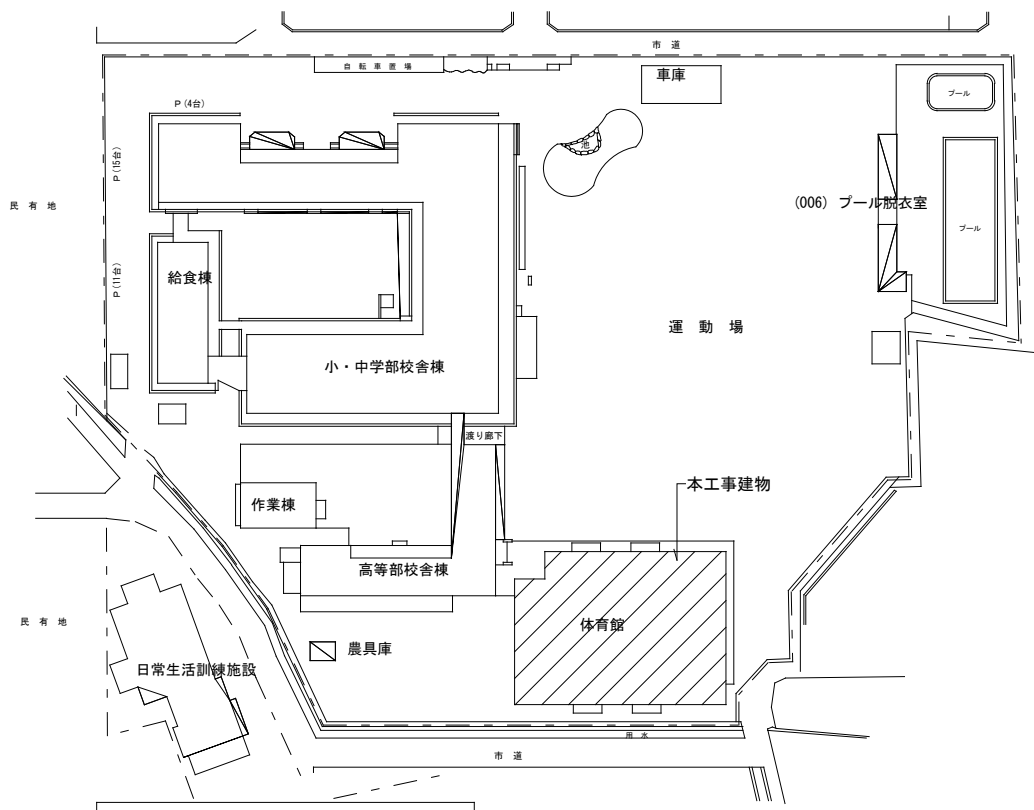 市道
自転車置場
車庫
P (4台)
プール
池
P (15台)
民有地
(006) プール脱衣室
プール
P (11台)
給食棟
運動場
小・中学部校舎棟
渡り廊下
本工事建物
作業棟
高等部校舎棟
体育館
民有地
農具庫
日常生活訓練施設
用水
市道